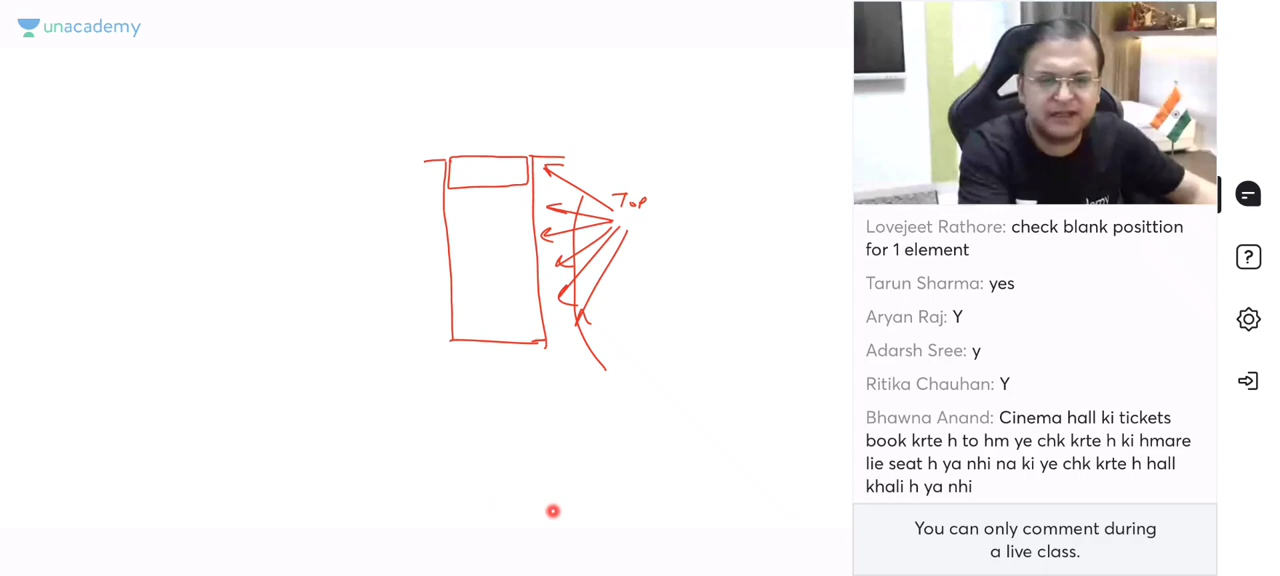 unacademy
Top
Lovejeet Rathore: check blank posittion
for 1 element
Tarun Sharma: yes
Aryan Raj: Y
Adarsh Sree: y
Ritika Chauhan: Y
Bhawna Anand: Cinema hall ki tickets
book krte h to hm ye chk krte h ki hmare
lie seat h ya nhi na ki ye chk krte h hall
khali h ya nhi
You can only comment during
a live class.